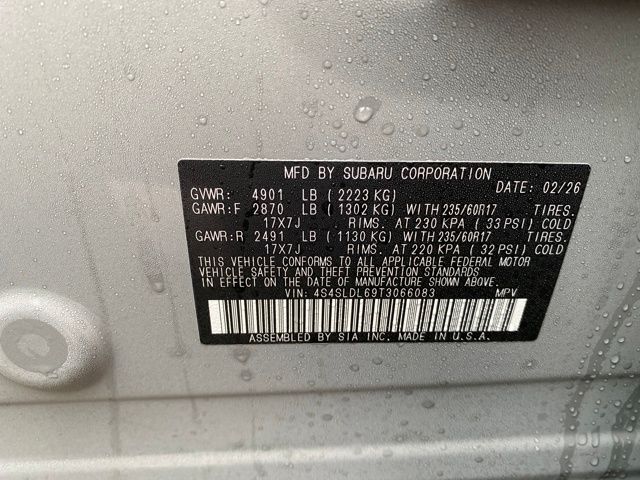 MFD BY SUBARU CORPORATION
GVWR: 4901 LB ( 2223 KG) DATE: 02/26
GAWR:F 2870 LB ( 1302 KG) WITH 235/60R17 TIRES.
17X7J RIMS. AT 230 KPA ( 33 PSI) COLD
GAWR:R 2491 LB ( 1130 KG) WITH 235/60R17 TIRES.
17X7J RIMS. AT 220 KPA ( 32 PSI) COLD
THIS VEHICLE CONFORMS TO ALL APPLICABLE FEDERAL MOTOR
VEHICLE SAFETY AND THEFT PREVENTION STANDARDS
IN EFFECT ON THE DATE OF MANUFACTURE SHOWN ABOVE.
VIN: 4S4SLDL69T3066083 MPV
ASSEMBLED BY SIA INC. MADE IN U.S.A.